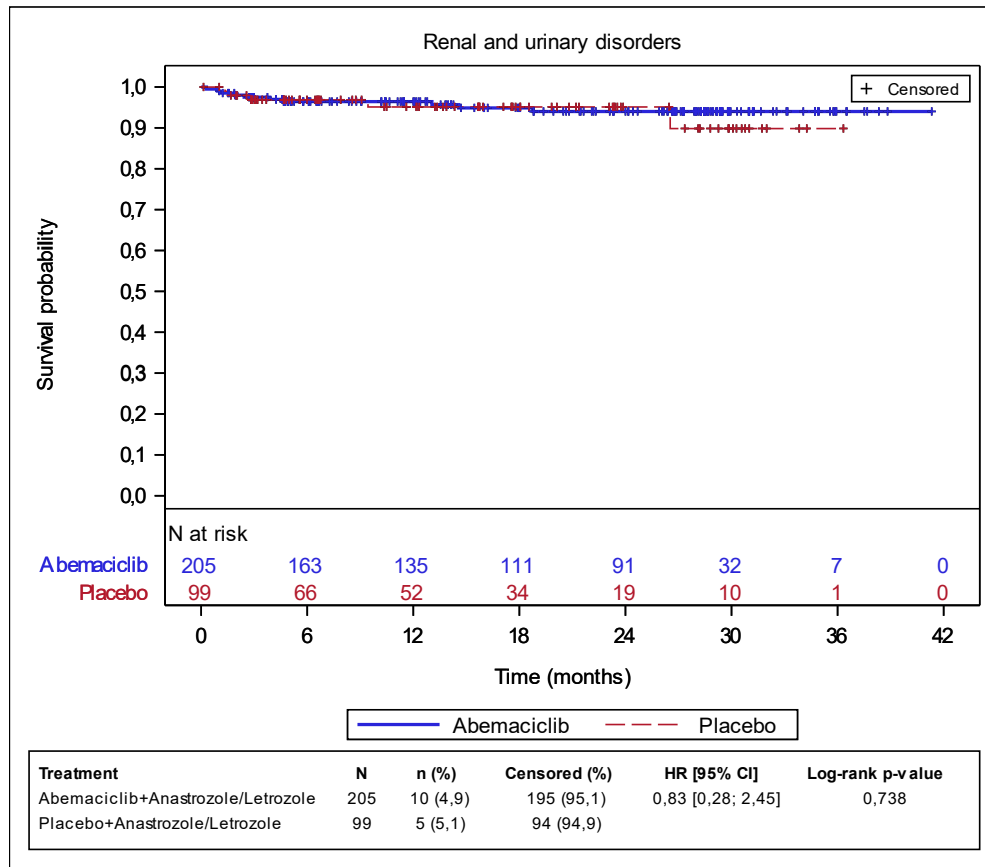 Renal and urinary disorders
+ Censored
Survival probability
1,0
0,9
0,8
0,7
0,6
0,5
0,4
0,3
0,2
0,1
0,0
N at risk
Abemaciclib 205 163 135 111 91 32 7 0
Placebo 99 66 52 34 19 10 1 0
0 6 12 18 24 30 36 42
Time (months)
Abemaciclib Placebo
Treatment N n (%) Censored (%) HR [95% CI] Log-rank p-value
Abemaciclib+Anastrozole/Letrozole 205 10 (4,9) 195 (95,1) 0,83 [0,28; 2,45] 0,738
Placebo+Anastrozole/Letrozole 99 5 (5,1) 94 (94,9)